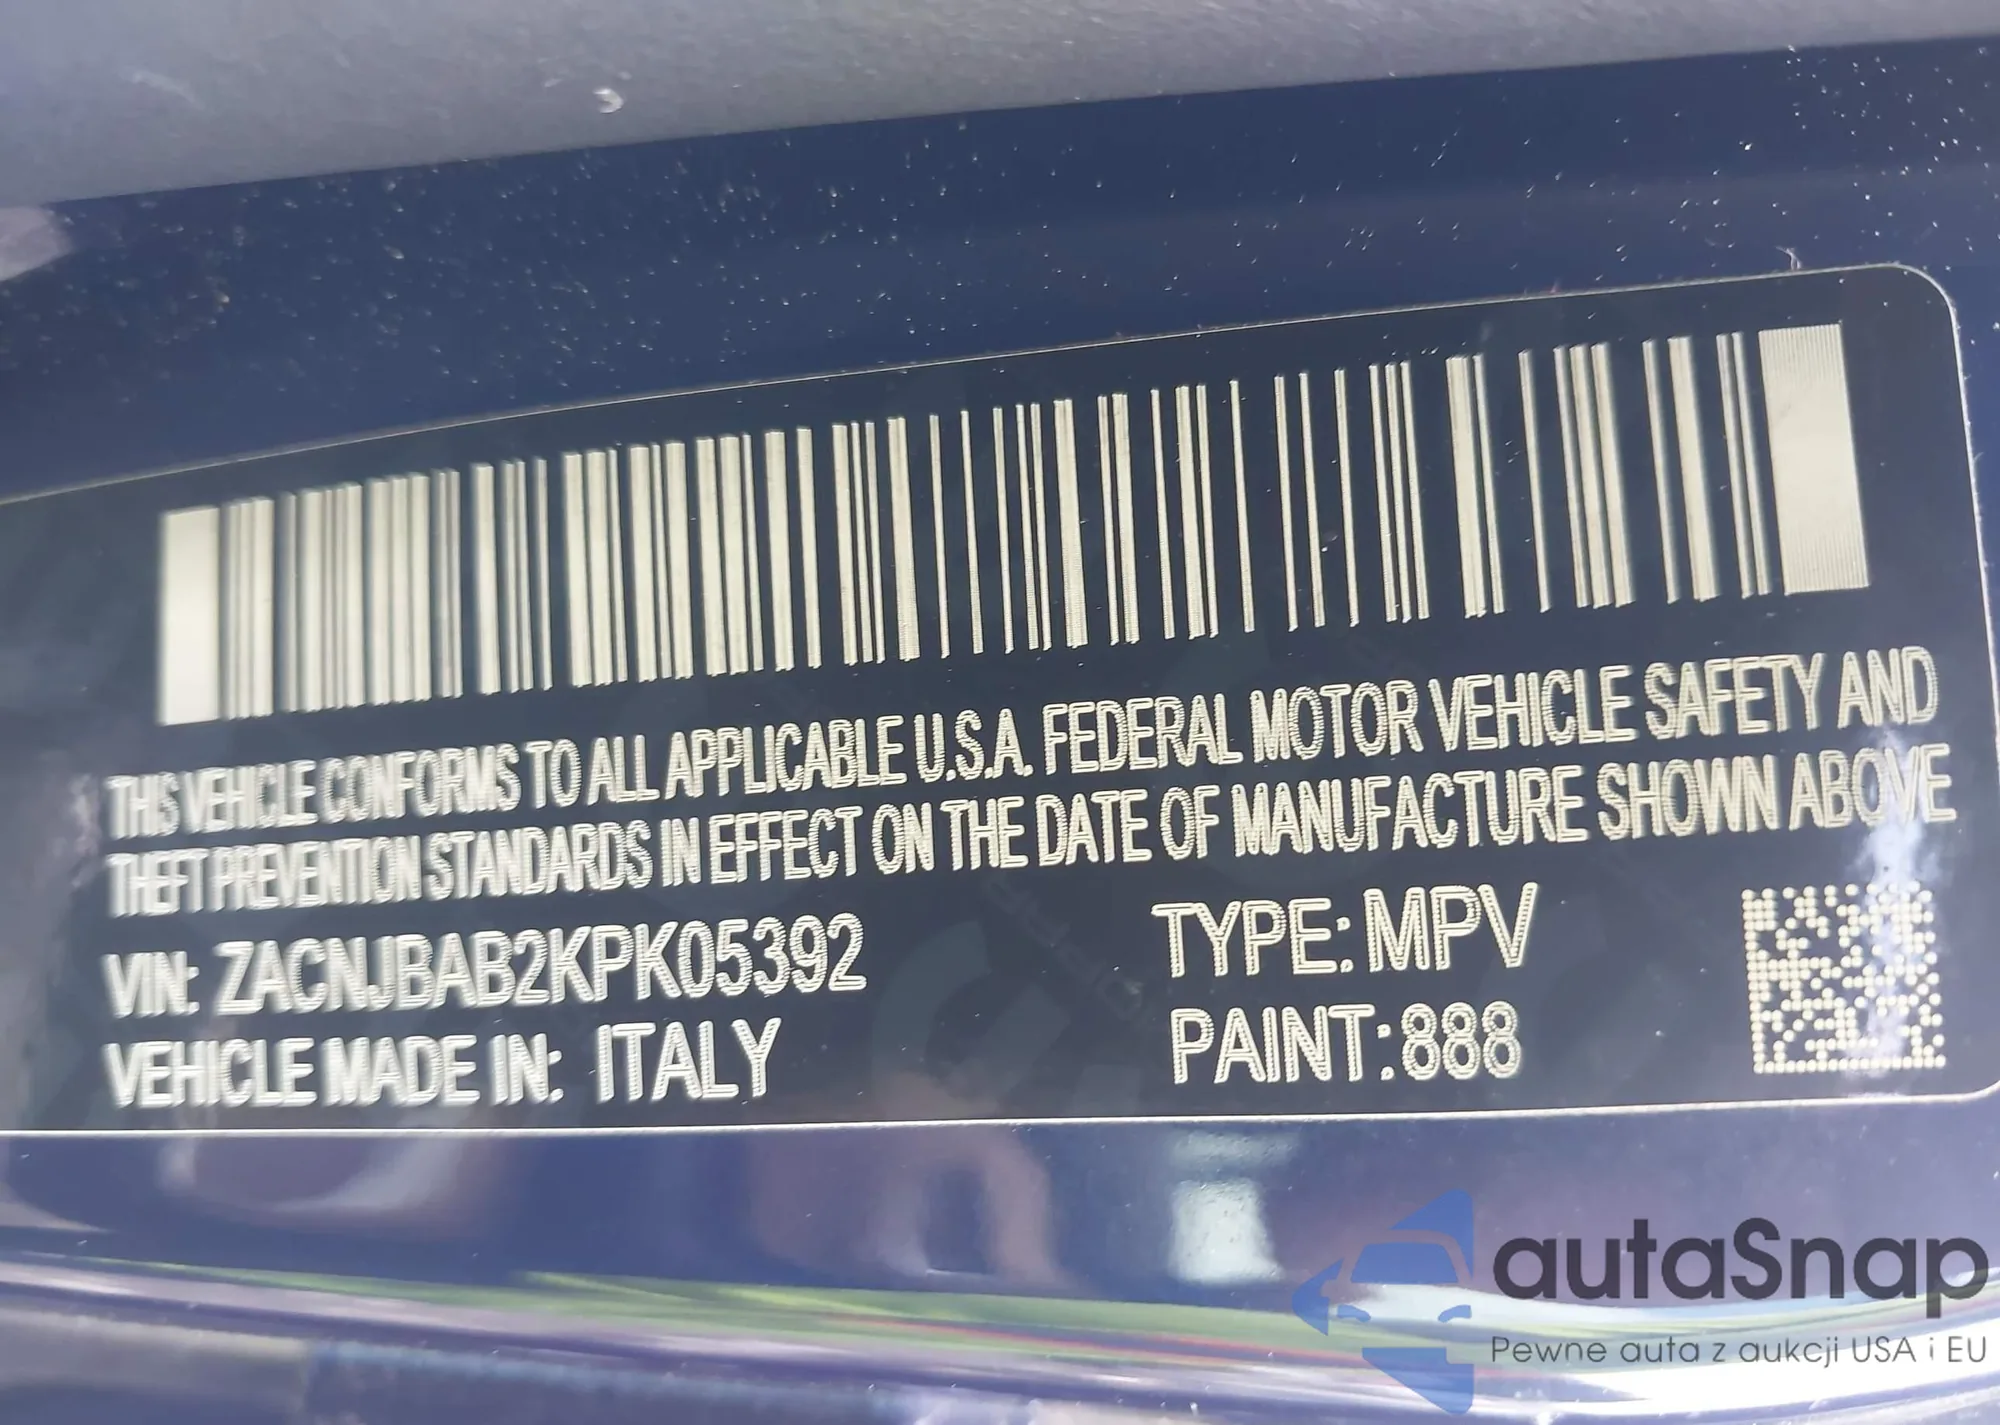 THIS VEHICLE CONFORMS TO ALL APPLICABLE U.S.A. FEDERAL MOTOR VEHICLE SAFETY AND
THEFT PREVENTION STANDARDS IN EFFECT ON THE DATE OF MANUFACTURE SHOWN ABOVE
VIN: ZACNJBAB2KPK05392
TYPE: MPV
VEHICLE MADE IN: ITALY
PAINT: 888
autaSnap
Pewne auta z aukcji USA i EU